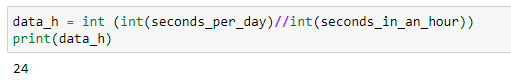 data_h = int (int(seconds_per_day)//int(seconds_in_an_hour))
print(data_h)
24